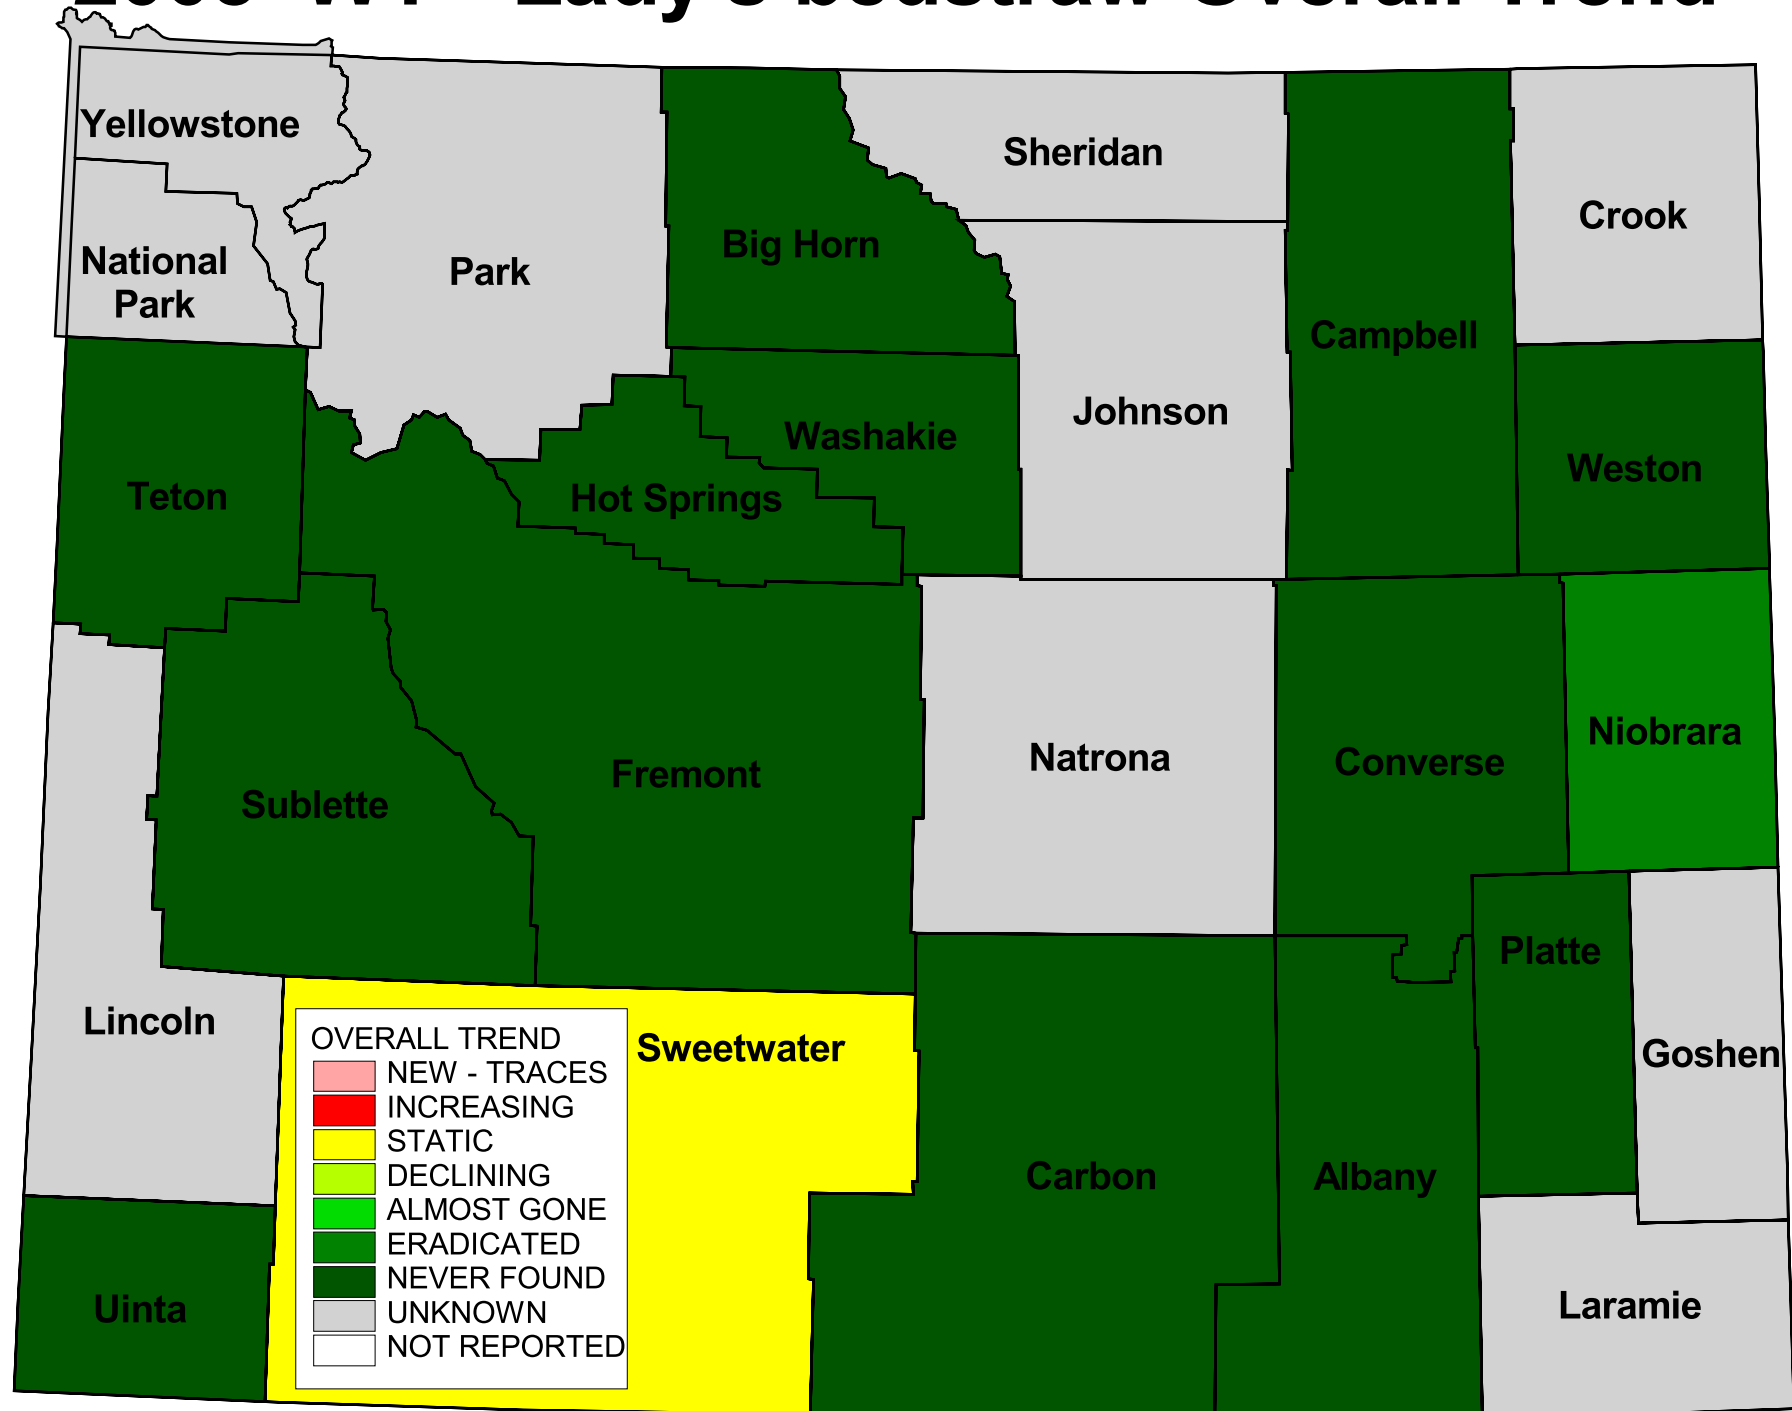 Yellowstone
National
Park
Park
Big Horn
Sheridan
Campbell
Crook
Johnson
Washakie
Hot Springs
Weston
Teton
Sublette
Fremont
Natrona
Converse
Niobrara
Platte
Goshen
Lincoln
Sweetwater
Carbon
Albany
Laramie
Uinta
OVERALL TREND
NEW - TRACES
INCREASING
STATIC
DECLINING
ALMOST GONE
ERADICATED
NEVER FOUND
UNKNOWN
NOT REPORTED